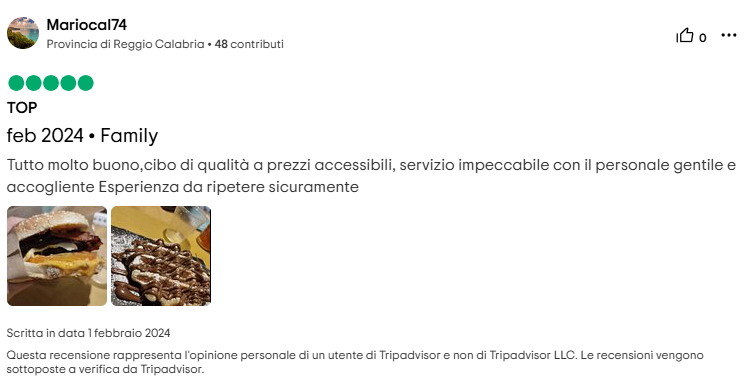 Mariocal74
Provincia di Reggio Calabria • 48 contributi
0
TOP
feb 2024 • Family
Tutto molto buono,cibo di qualità a prezzi accessibili, servizio impeccabile con il personale gentile e
accogliente Esperienza da ripetere sicuramente
Scritta in data 1 febbraio 2024
Questa recensione rappresenta l'opinione personale di un utente di Tripadvisor e non di Tripadvisor LLC. Le recensioni vengono
sottoposte a verifica da Tripadvisor.